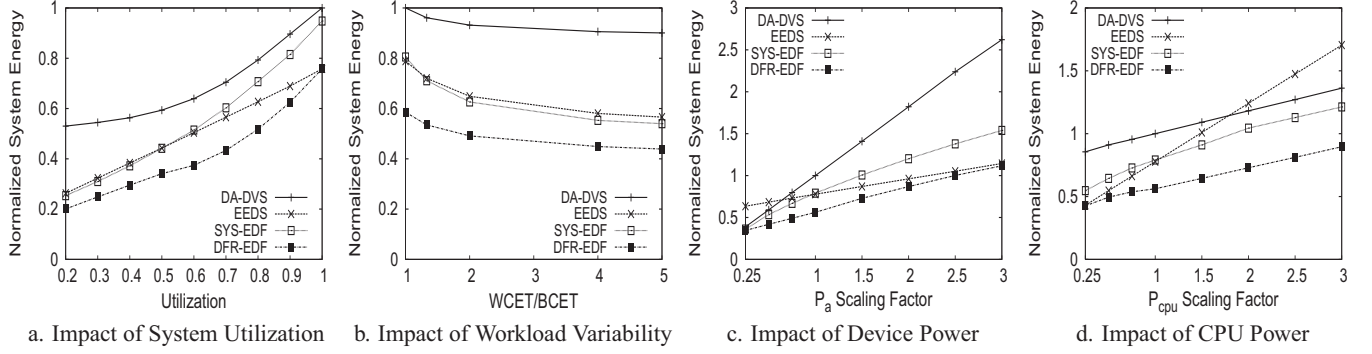 Normalized System Energy
1
0.8
0.6
0.4
0.2
0
DA-DVS
EEDS
SYS-EDF
DFR-EDF
0.2 0.3 0.4 0.5 0.6 0.7 0.8 0.9 1
Utilization
a. Impact of System Utilization
Normalized System Energy
1
0.8
0.6
0.4
0.2
0
DA-DVS
EEDS
SYS-EDF
DFR-EDF
1 2 3 4 5
WCET/BCET
b. Impact of Workload Variability
Normalized System Energy
3
2.5
2
1.5
1
0.5
0
DA-DVS
EEDS
SYS-EDF
DFR-EDF
0.25 1 1.5 2 2.5 3
Pa Scaling Factor
c. Impact of Device Power
Normalized System Energy
2
1.5
1
0.5
0
DA-DVS
EEDS
SYS-EDF
DFR-EDF
0.25 1 1.5 2 2.5 3
Pcpu Scaling Factor
d. Impact of CPU Power